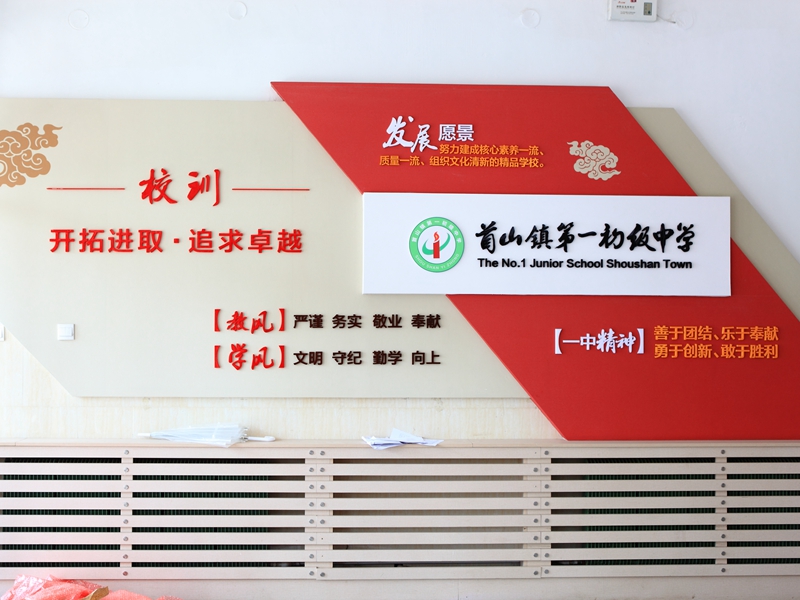 发展 愿景
努力建成核心素养一流、
质量一流、组织文化清新的精品学校。
校训
开拓进取·追求卓越
首山镇第一初级中学
The No.1 Junior School Shoushan Town
【教风】严谨 务实 敬业 奉献
【学风】文明 守纪 勤学 向上
【一中精神】
善于团结、乐于奉献
勇于创新、敢于胜利